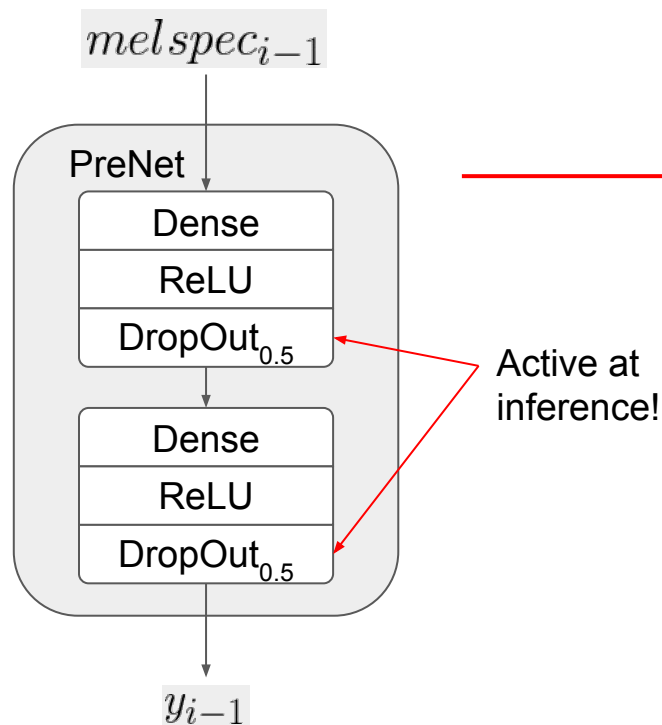 melspec_{i-1}
PreNet
Dense
ReLU
DropOut_{0.5}
Dense
ReLU
DropOut_{0.5}
Active at
inference!
y_{i-1}